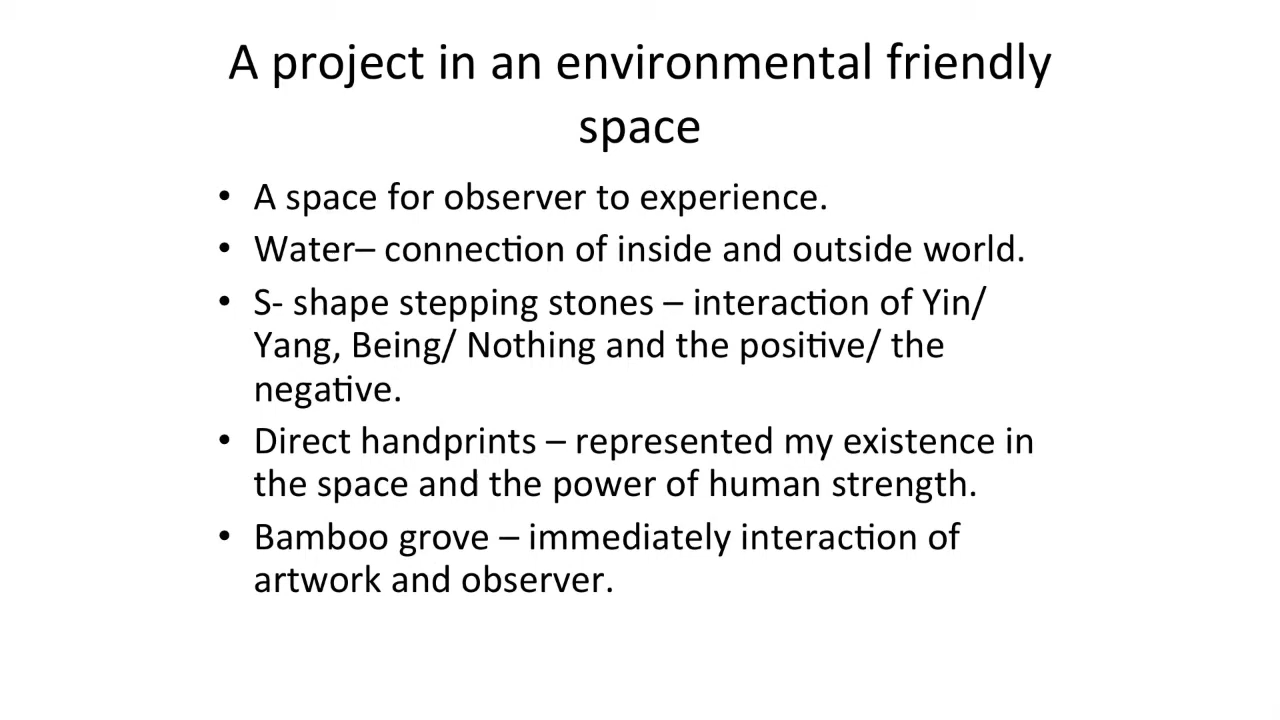 A project in an environmental friendly
space
• A space for observer to experience.
• Water– connection of inside and outside world.
• S- shape stepping stones – interaction of Yin/
Yang, Being/ Nothing and the positive/ the
negative.
• Direct handprints – represented my existence in
the space and the power of human strength.
• Bamboo grove – immediately interaction of
artwork and observer.